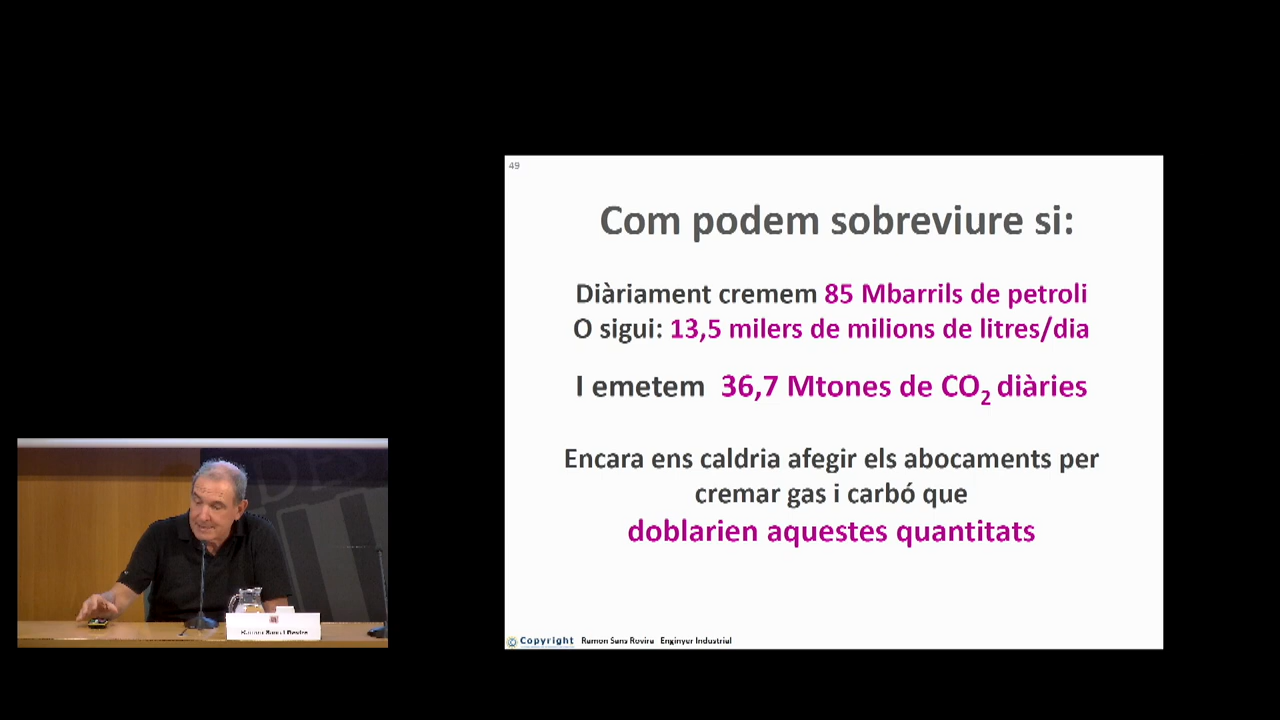 49
Com podem sobreviure si:
Diàriament cremem 85 Mbarrils de petroli
O sigui: 13,5 milers de milions de litres/dia
I emetem 36,7 Mtones de CO₂ diàries
Encara ens caldria afegir els abocaments per
cremar gas i carbó que
doblarien aquestes quantitats
© Copyright Ramon Sans Rovira Enginyer Industrial